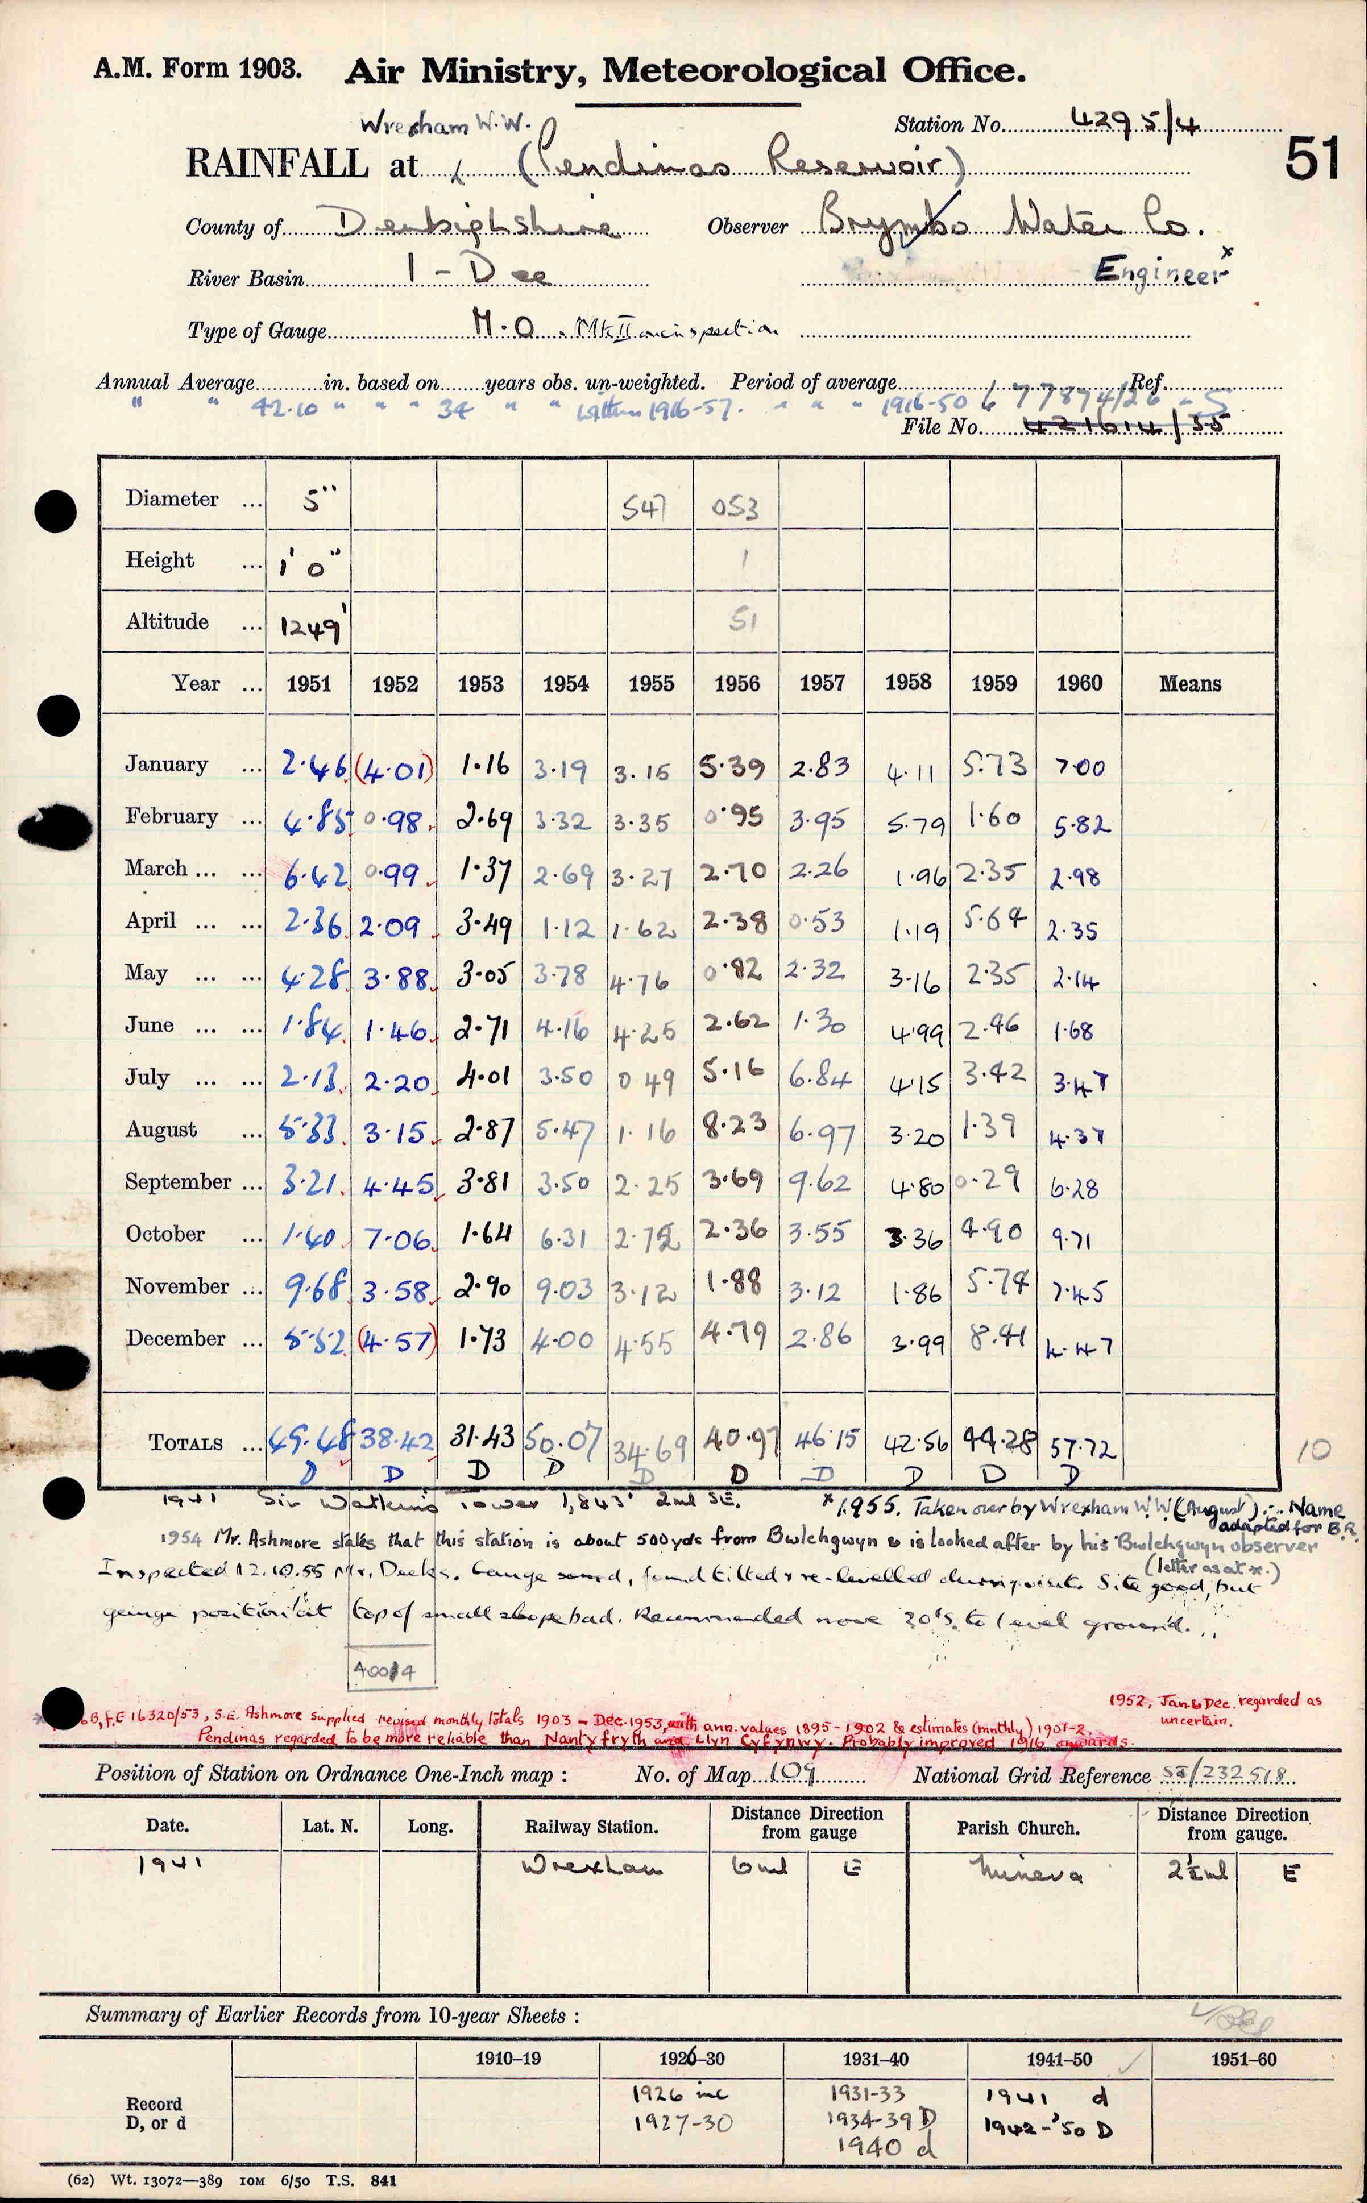 A.M. Form 1903. Air Ministry, Meteorological Office.
Wrexham W.W.
Station No. 4295/4
51
RAINFALL at (Pendinas Reservoir)
County of Denbighshire Observer Brymbo Water Co.
River Basin 1 - Dee Engineer x
Type of Gauge M.O. Mk II on inspection
Annual Average in. based on years obs. un-weighted. Period of average Ref.
" " 42.10 " " " 34 " " within 1916-57. " " " 1916-50 77874/26 - S
File No. 421614/35
Diameter ... 5" 547 053
Height ... 1' 0" 1
Altitude ... 1249' 51
Year ... 1951 1952 1953 1954 1955 1956 1957 1958 1959 1960 Means
January ... 2.46 (4.01) 1.16 3.19 3.15 5.39 2.83 4.11 5.73 7.00
February ... 4.85 0.98 2.69 3.32 3.35 0.95 3.95 5.79 1.60 5.82
March ... ... 6.42 0.99 1.37 2.69 3.27 2.70 2.26 1.96 2.35 2.98
April ... ... 2.36 2.09 3.49 1.12 1.62 2.38 0.53 1.19 5.64 2.35
May ... ... 4.28 3.88 3.05 3.78 4.76 0.82 2.32 3.16 2.35 2.14
June ... ... 1.84 1.46 2.71 4.16 4.25 2.62 1.30 4.99 2.46 1.68
July ... ... 2.13 2.20 4.01 3.50 0.49 5.16 6.84 4.15 3.42 3.47
August ... 5.33 3.15 2.87 5.47 1.16 8.23 6.97 3.20 1.39 4.37
September ... 3.21 4.45 3.81 3.50 2.25 3.69 9.62 4.80 0.29 6.28
October ... 1.40 7.06 1.64 6.31 2.72 2.36 3.55 3.36 4.90 9.71
November ... 9.68 3.58 2.90 9.03 3.12 1.88 3.12 1.86 5.74 7.45
December ... 5.52 (4.57) 1.73 4.00 4.55 4.79 2.86 3.99 8.41 4.47
TOTALS ... 49.48 38.42 31.43 50.07 34.69 40.97 46.15 42.56 44.28 57.72
10
D D D D D D D D D D
1941 Sir Watkins Tower 1,843' 2ml SE. *1955. Taken over by Wrexham W.W (August) ∴ Name
adapted for B.R.
1954 Mr. Ashmore states that this station is about 500yds from Bwlchgwyn & is looked after by his Bwlchgwyn observer
(letter as at x.)
Inspected 12.10.55 Mr. Deeks. Gauge sound, found tilted & re-levelled during visit. Site good, but
gauge position at top of small slope bad. Recommended move 30' S. to level ground.
40014
1952, Jan & Dec. regarded as
uncertain.
16320/53, S.E. Ashmore supplied revised monthly totals 1903 - Dec. 1953, with ann. values 1895-1902 & estimates (mnthly) 1901-2.
Pendinas regarded to be more reliable than Nantyfryth and Llyn Cyfynwy. Probably improved 1916 onwards.
Position of Station on Ordnance One-Inch map : No. of Map 109 National Grid Reference SJ/232518
Date. Lat. N. Long. Railway Station. Distance Direction from gauge Parish Church. Distance Direction from gauge.
1941 Wrexham 6ml E Minera 2½ml E
Summary of Earlier Records from 10-year Sheets :
1910–19 1926–30 1931–40 1941–50 1951–60
Record D, or d
1926 inc 1931-33 1941 d
1927-30 1934-39 D 1942-'50 D
1940 d
(62) Wt. 13072—389 IOM 6/50 T.S. 841